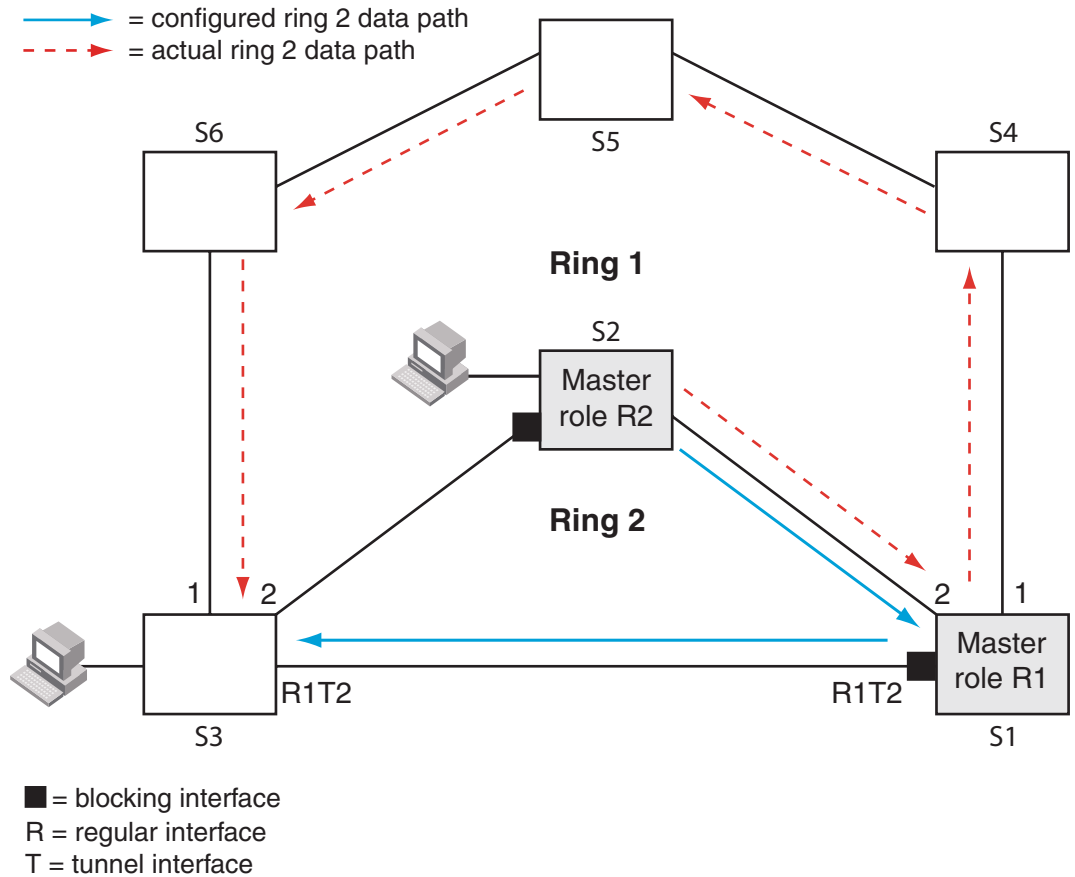 = configured ring 2 data path
= actual ring 2 data path
S6
S5
S4
Ring 1
S2
Master
role R2
Ring 2
1
2
2
1
Master
role R1
R1T2
R1T2
S3
S1
= blocking interface
R = regular interface
T = tunnel interface